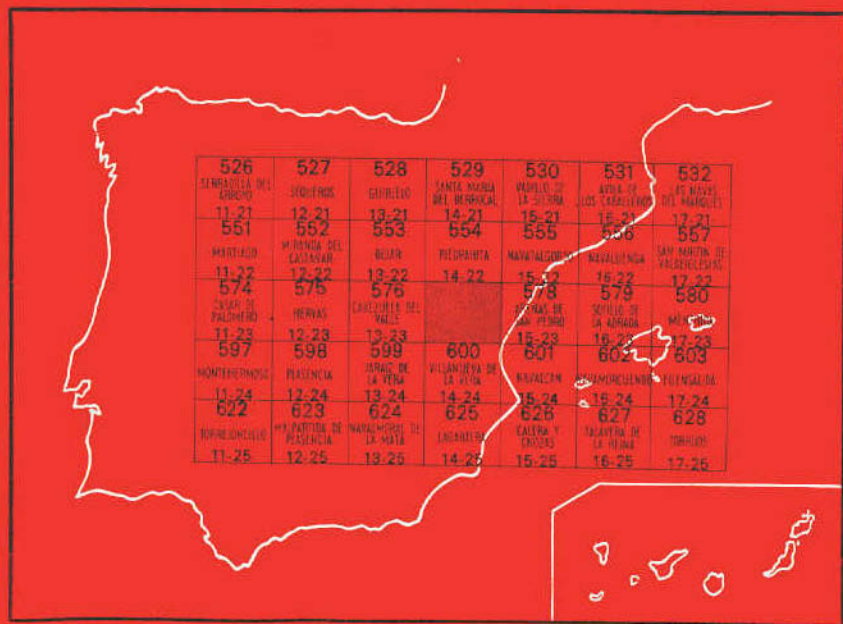 526 527 528 529 530 531 532
SERRADILLA DEL ARROYO SEQUEROS GUIJUELO SANTA MARIA DEL BERROCAL VADILLO DE LA SIERRA AVILA DE LOS CABALLEROS LAS NAVAS DEL MARQUES
11-21 12-21 13-21 14-21 15-21 16-21 17-21
551 552 553 554 555 556 557
MARTIAGO MIRANDA DEL CASTAÑAR BEJAR PIEDRAHITA NAVATALGORDO NAVALUENGA SAN MARTIN DE VALDEIGLESIAS
11-22 12-22 13-22 14-22 15-22 16-22 17-22
574 575 576 578 579 580
CASAR DE PALOMERO HERVAS CABEZUELA DEL VALLE ARENAS DE SAN PEDRO SOTILLO DE LA ADRADA
11-23 12-23 13-23 15-23 16-23 17-23
597 598 599 600 601 602 603
MONTEHERMOSO PLASENCIA JARAIZ DE LA VERA VILLANUEVA DE LA VERA NAVALCAN NAVAMORCUENDE FUENSALIDA
11-24 12-24 13-24 14-24 15-24 16-24 17-24
622 623 624 625 626 627 628
TORREJONCILLO MALPARTIDA DE PLASENCIA NAVALMORAL DE LA MATA LAGARTERA CALERA Y CHOZAS TALAVERA DE LA REINA TORRIJOS
11-25 12-25 13-25 14-25 15-25 16-25 17-25